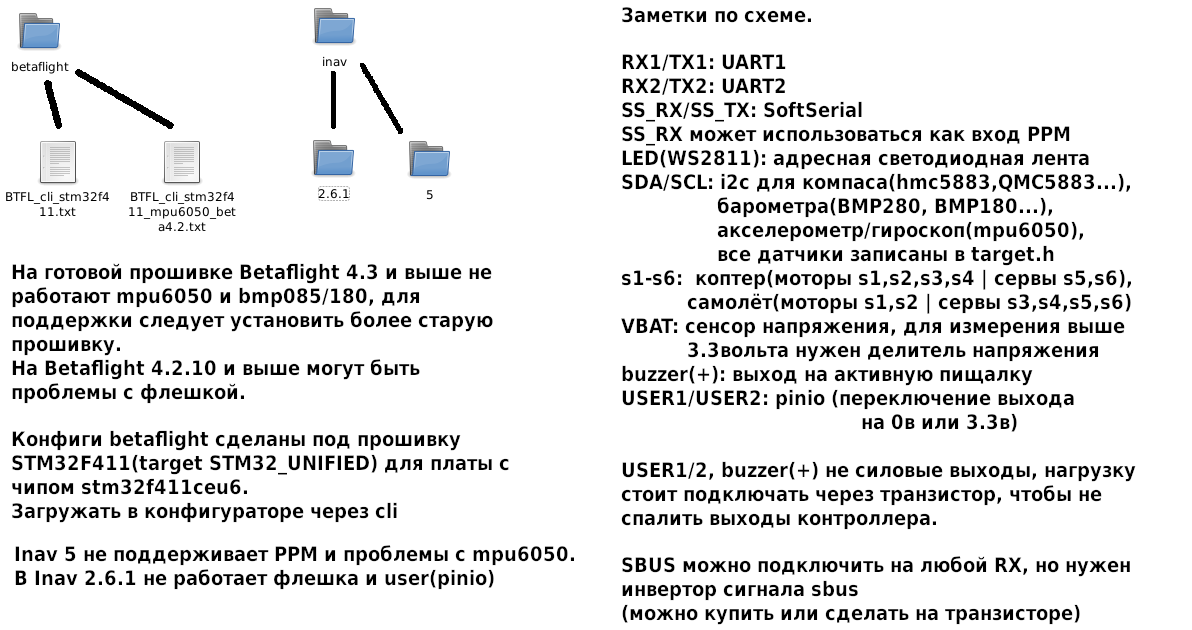 betaflight
inav
BTFL_cli_stm32f4
11.txt
BTFL_cli_stm32f4
11_mpu6050_bet
a4.2.txt
2.6.1
5
На готовой прошивке Betaflight 4.3 и выше не
работают mpu6050 и bmp085/180, для
поддержки следует установить более старую
прошивку.
На Betaflight 4.2.10 и выше могут быть
проблемы с флешкой.
Конфиги betaflight сделаны под прошивку
STM32F411(target STM32_UNIFIED) для платы с
чипом stm32f411ceu6.
Загружать в конфигураторе через cli
Inav 5 не поддерживает PPM и проблемы с mpu6050.
В Inav 2.6.1 не работает флешка и user(pinio)
Заметки по схеме.
RX1/TX1: UART1
RX2/TX2: UART2
SS_RX/SS_TX: SoftSerial
SS_RX может использоваться как вход PPM
LED(WS2811): адресная светодиодная лента
SDA/SCL: i2c для компаса(hmc5883,QMC5883...),
барометра(BMP280, BMP180...),
акселерометр/гироскоп(mpu6050),
все датчики записаны в target.h
s1-s6: коптер(моторы s1,s2,s3,s4 | сервы s5,s6),
самолёт(моторы s1,s2 | сервы s3,s4,s5,s6)
VBAT: сенсор напряжения, для измерения выше
3.3вольта нужен делитель напряжения
buzzer(+): выход на активную пищалку
USER1/USER2: pinio (переключение выхода
на 0в или 3.3в)
USER1/2, buzzer(+) не силовые выходы, нагрузку
стоит подключать через транзистор, чтобы не
спалить выходы контроллера.
SBUS можно подключить на любой RX, но нужен
инвертор сигнала sbus
(можно купить или сделать на транзисторе)